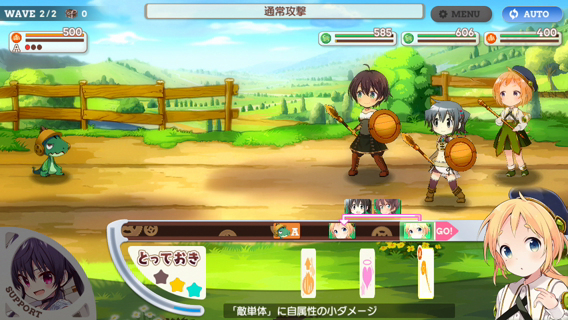 WAVE 2/2 0
通常攻撃
MENU
AUTO
500
A
585
606
400
A
GO!
とっておき
SUPPORT
「敵単体」に自属性の小ダメージ